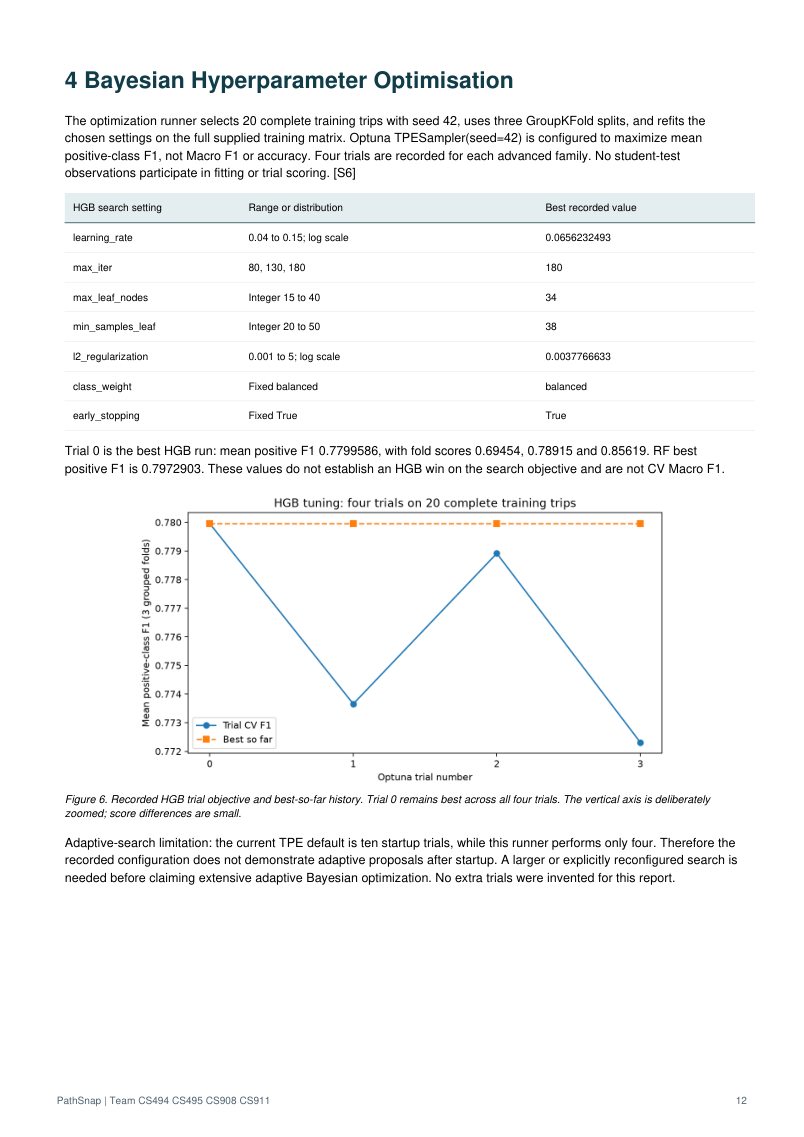 4 Bayesian Hyperparameter Optimisation
The optimization runner selects 20 complete training trips with seed 42, uses three GroupKFold splits, and refits the
chosen settings on the full supplied training matrix. Optuna TPESampler(seed=42) is configured to maximize mean
positive-class F1, not Macro F1 or accuracy. Four trials are recorded for each advanced family. No student-test
observations participate in fitting or trial scoring. [S6]
HGB search setting Range or distribution Best recorded value
learning_rate 0.04 to 0.15; log scale 0.0656232493
max_iter 80, 130, 180 180
max_leaf_nodes Integer 15 to 40 34
min_samples_leaf Integer 20 to 50 38
l2_regularization 0.001 to 5; log scale 0.0037766633
class_weight Fixed balanced balanced
early_stopping Fixed True True
Trial 0 is the best HGB run: mean positive F1 0.7799586, with fold scores 0.69454, 0.78915 and 0.85619. RF best
positive F1 is 0.7972903. These values do not establish an HGB win on the search objective and are not CV Macro F1.
HGB tuning: four trials on 20 complete training trips
Mean positive-class F1 (3 grouped folds)
0.780
0.779
0.778
0.777
0.776
0.775
0.774
0.773
0.772
Trial CV F1
Best so far
0 1 2 3
Optuna trial number
Figure 6. Recorded HGB trial objective and best-so-far history. Trial 0 remains best across all four trials. The vertical axis is deliberately
zoomed; score differences are small.
Adaptive-search limitation: the current TPE default is ten startup trials, while this runner performs only four. Therefore the
recorded configuration does not demonstrate adaptive proposals after startup. A larger or explicitly reconfigured search is
needed before claiming extensive adaptive Bayesian optimization. No extra trials were invented for this report.
PathSnap | Team CS494 CS495 CS908 CS911 12